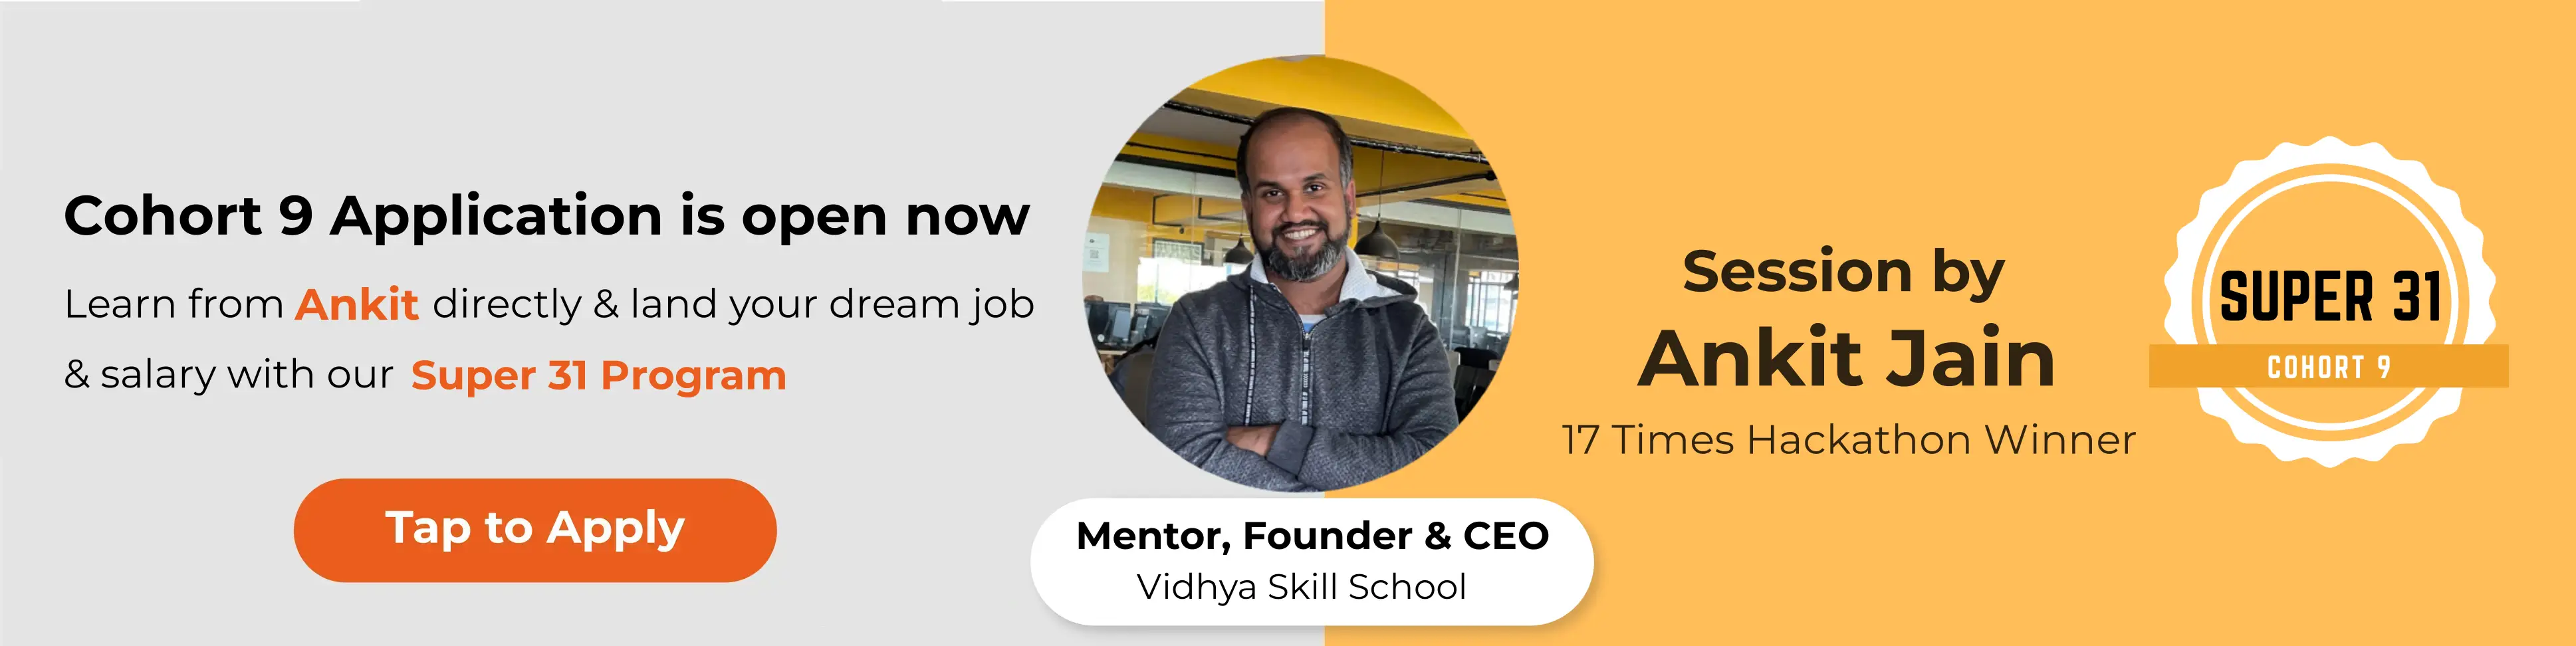 Cohort 9 Application is open now
Learn from Ankit directly & land your dream job
& salary with our Super 31 Program
Tap to Apply
Mentor, Founder & CEO
Vidhya Skill School
Session by
Ankit Jain
17 Times Hackathon Winner
SUPER 31
COHORT 9